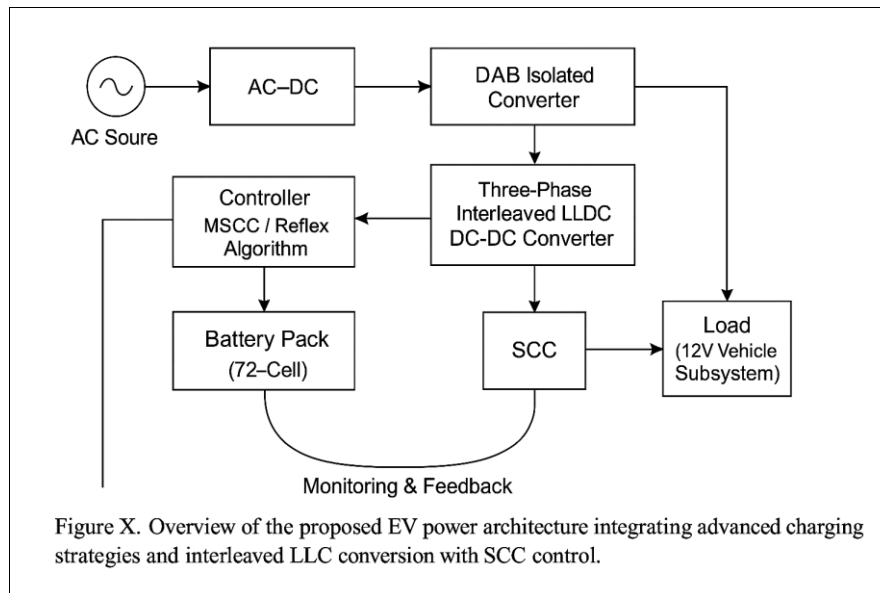 AC Soure
AC–DC
DAB Isolated
Converter
Controller
MSCC / Reflex
Algorithm
Three-Phase
Interleaved LLDC
DC-DC Converter
Battery Pack
(72–Cell)
SCC
Load
(12V Vehicle
Subsystem)
Monitoring & Feedback
Figure X. Overview of the proposed EV power architecture integrating advanced charging
strategies and interleaved LLC conversion with SCC control.